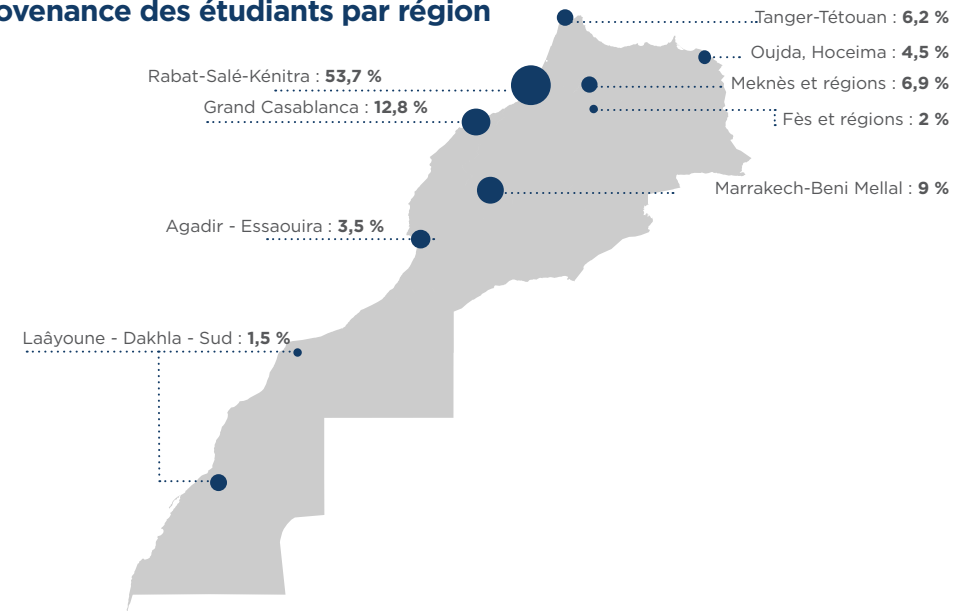 ovenance des étudiants par région
Tanger-Tétouan : 6,2 %
Oujda, Hoceima : 4,5 %
Rabat-Salé-Kénitra : 53,7 %
Meknès et régions : 6,9 %
Grand Casablanca : 12,8 %
Fès et régions : 2 %
Marrakech-Beni Mellal : 9 %
Agadir - Essaouira : 3,5 %
Laâyoune - Dakhla - Sud : 1,5 %